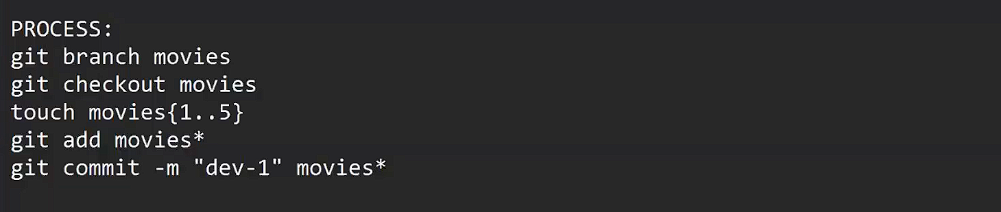 PROCESS:
git branch movies
git checkout movies
touch movies{1..5}
git add movies*
git commit -m "dev-1" movies*